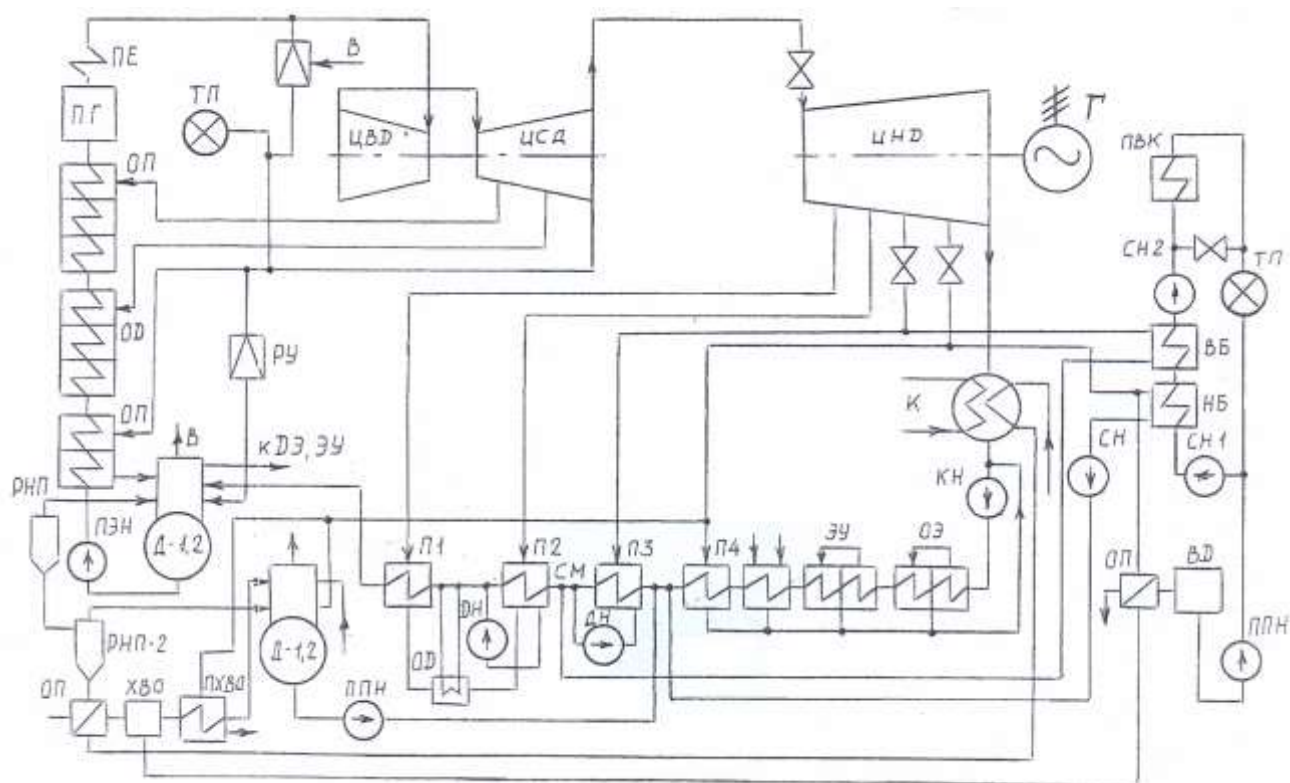 ПЕ
В
ТП
ПГ
ЦВД
ЦСД
ЦНД
Г
ПВК
ОП
СН2
ТП
ОД
РУ
ВБ
К
НБ
ОП
В
кДЭ, ЭУ
СН
СН1
РНП
КН
ПЭН
Д-1,2
П1
П2
П3
П4
ЭУ
ОЭ
СМ
ОП
ВД
ДН
ДН
РНП-2
Д-1,2
ОД
ППН
ОП
ХВО
ПХВО
ППН